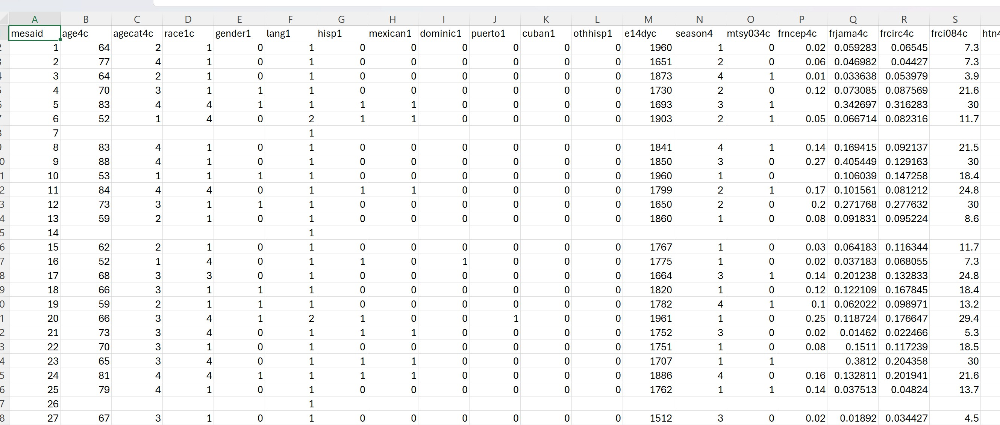 A B C D E F G H I J K L M N O P Q R S
mesaid age4c agecat4c race1c gender1 lang1 hisp1 mexican1 dominic1 puerto1 cuban1 othhisp1 e14dyc season4 mtsy034c frncep4c frjama4c frcirc4c frci084c htn4
1 64 2 1 0 1 0 0 0 0 0 0 1960 1 0 0.02 0.059283 0.06545 7.3
2 77 4 1 0 1 0 0 0 0 0 0 1651 2 0 0.06 0.046982 0.04427 7.3
3 64 2 1 0 1 0 0 0 0 0 0 1873 4 1 0.01 0.033638 0.053979 3.9
4 70 3 1 1 1 0 0 0 0 0 0 1730 2 0 0.12 0.073085 0.087569 21.6
5 83 4 4 1 1 1 1 0 0 0 0 1693 3 1 0.342697 0.316283 30
6 52 1 4 0 2 1 1 0 0 0 0 1903 2 1 0.05 0.066714 0.082316 11.7
7 1
8 83 4 1 0 1 0 0 0 0 0 0 1841 4 1 0.14 0.169415 0.092137 21.5
9 88 4 1 0 1 0 0 0 0 0 0 1850 3 0 0.27 0.405449 0.129163 30
10 53 1 1 1 1 0 0 0 0 0 0 1960 1 0 0.106039 0.147258 18.4
11 84 4 4 0 1 1 1 0 0 0 0 1799 2 1 0.17 0.101561 0.081212 24.8
12 73 3 1 1 1 0 0 0 0 0 0 1650 2 0 0.2 0.271768 0.277632 30
13 59 2 1 0 1 0 0 0 0 0 0 1860 1 0 0.08 0.091831 0.095224 8.6
14 1
15 62 2 1 0 1 0 0 0 0 0 0 1767 1 0 0.03 0.064183 0.116344 11.7
16 52 1 4 0 1 1 0 1 0 0 0 1775 1 0 0.02 0.037183 0.068055 7.3
17 68 3 3 0 1 0 0 0 0 0 0 1664 3 1 0.14 0.201238 0.132833 24.8
18 66 3 1 1 1 0 0 0 0 0 0 1820 1 0 0.12 0.122109 0.167845 18.4
19 59 2 1 1 1 0 0 0 0 0 0 1782 4 1 0.1 0.062022 0.098971 13.2
20 66 3 4 1 2 1 0 0 1 0 0 1961 1 0 0.25 0.118724 0.176647 29.4
21 73 3 4 0 1 1 1 0 0 0 0 1752 3 0 0.02 0.01462 0.022466 5.3
22 70 3 1 0 1 0 0 0 0 0 0 1751 1 0 0.08 0.1511 0.117239 18.5
23 65 3 4 0 1 1 1 0 0 0 0 1707 1 1 0.3812 0.204358 30
24 81 4 4 1 1 1 1 0 0 0 0 1886 4 0 0.16 0.132811 0.201941 21.6
25 79 4 1 0 1 0 0 0 0 0 0 1762 1 1 0.14 0.037513 0.04824 13.7
26 1
27 67 3 1 0 1 0 0 0 0 0 0 1512 3 0 0.02 0.01892 0.034427 4.5